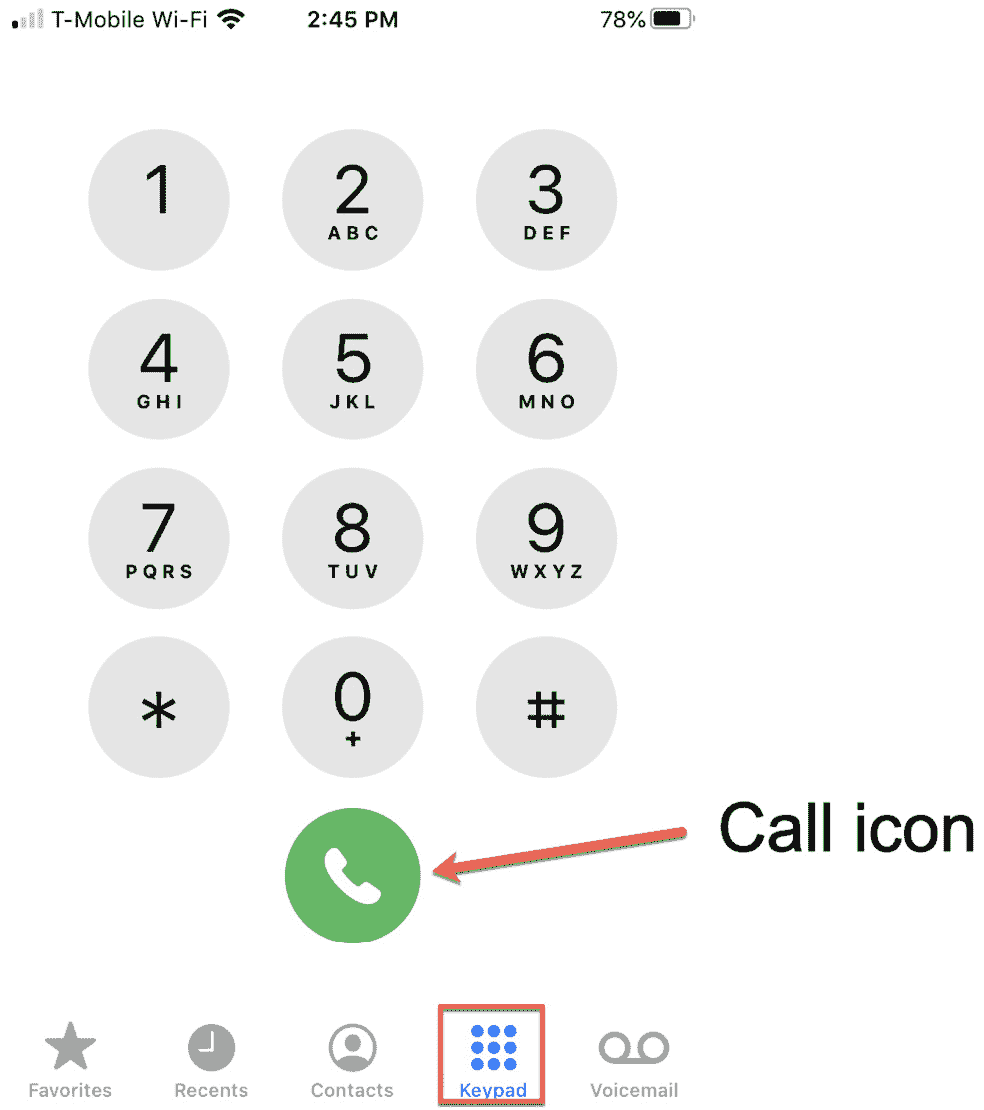 T-Mobile Wi-Fi 2:45 PM 78%
1 2 3
ABC DEF
4 5 6
GHI JKL MNO
7 8 9
PQRS TUV WXYZ
* 0 #
+
Call icon
Favorites Recents Contacts Keypad Voicemail